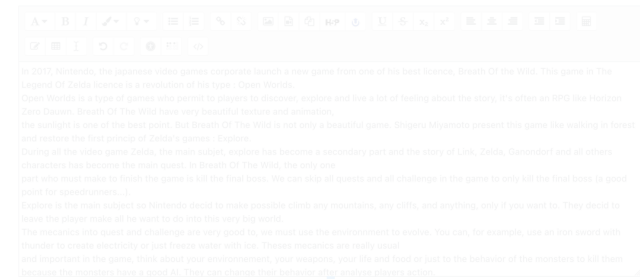 In 2017, Nintendo, the japanese video games entreprise launch a new game from one of his best licence, Breath Of the Wild. This game in The
Legend Of Zelda licence is a revolution of his type : Open Worlds.
Open Worlds is a type of games who permit to players to discover, explore and live a lot of feeling about the story, it's often an RPG like Horizon
Zero Dawn. Breath Of The Wild have very beautiful texture and animation
the sunlight is one of the best point. But Breath Of The Wild is not only a beautiful game. Shigeru Miyamoto present this game like walking in forest
and restore the first promise of Zelda's games : Explore.
During all the video game Zelda, the main subjet, explore has become a secondary part and the story of Link, Zelda, Ganondorf and all others
characters has become the main quest. In Breath Of The Wild, the only one
part who must make to finish the game is kill the final boss. We can skip all quests and all challenge in the game to only kill the final boss (a good
point for speedrunners...)
Explore is the main subject so Nintendo decid to make possible climb any mountains, any cliffs, and anything, only if you want to. They decid to
leave the player make all he want to do into this very big world.
The mecanics into quest and challenge are very good to, we must use the environement to explore. You can, for example, use an iron sword with
thunder to create electricity or just freeze water with ice. Theses mecanics are really usual
and important in the game, think about your environnement, your weapons, your life and food or just to the behavior of the monsters to kill them
because the monsters have a good AI. They can change their behavior after analyse players action.